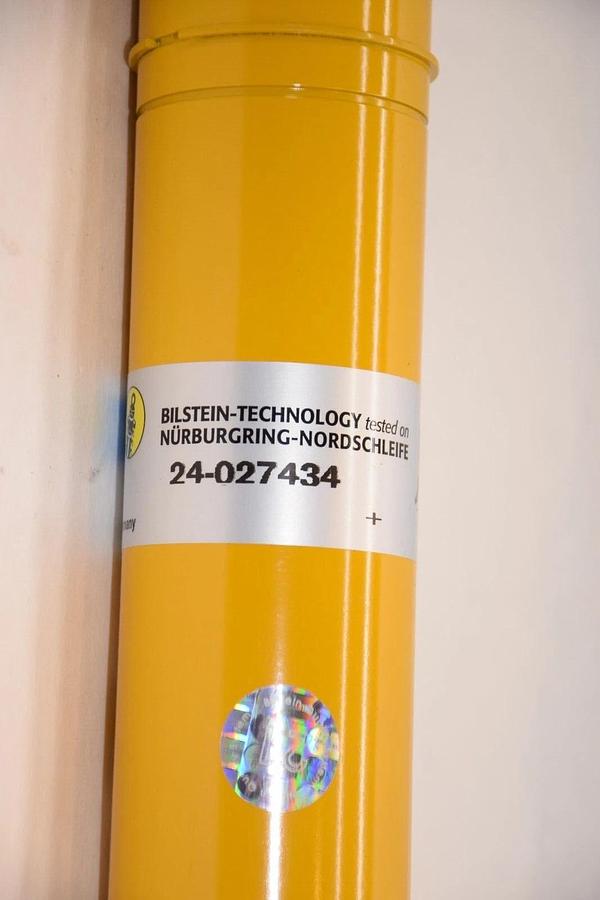 BILSTEIN-TECHNOLOGY tested on
NÜRBURGRING-NORDSCHLEIFE
24-027434
+